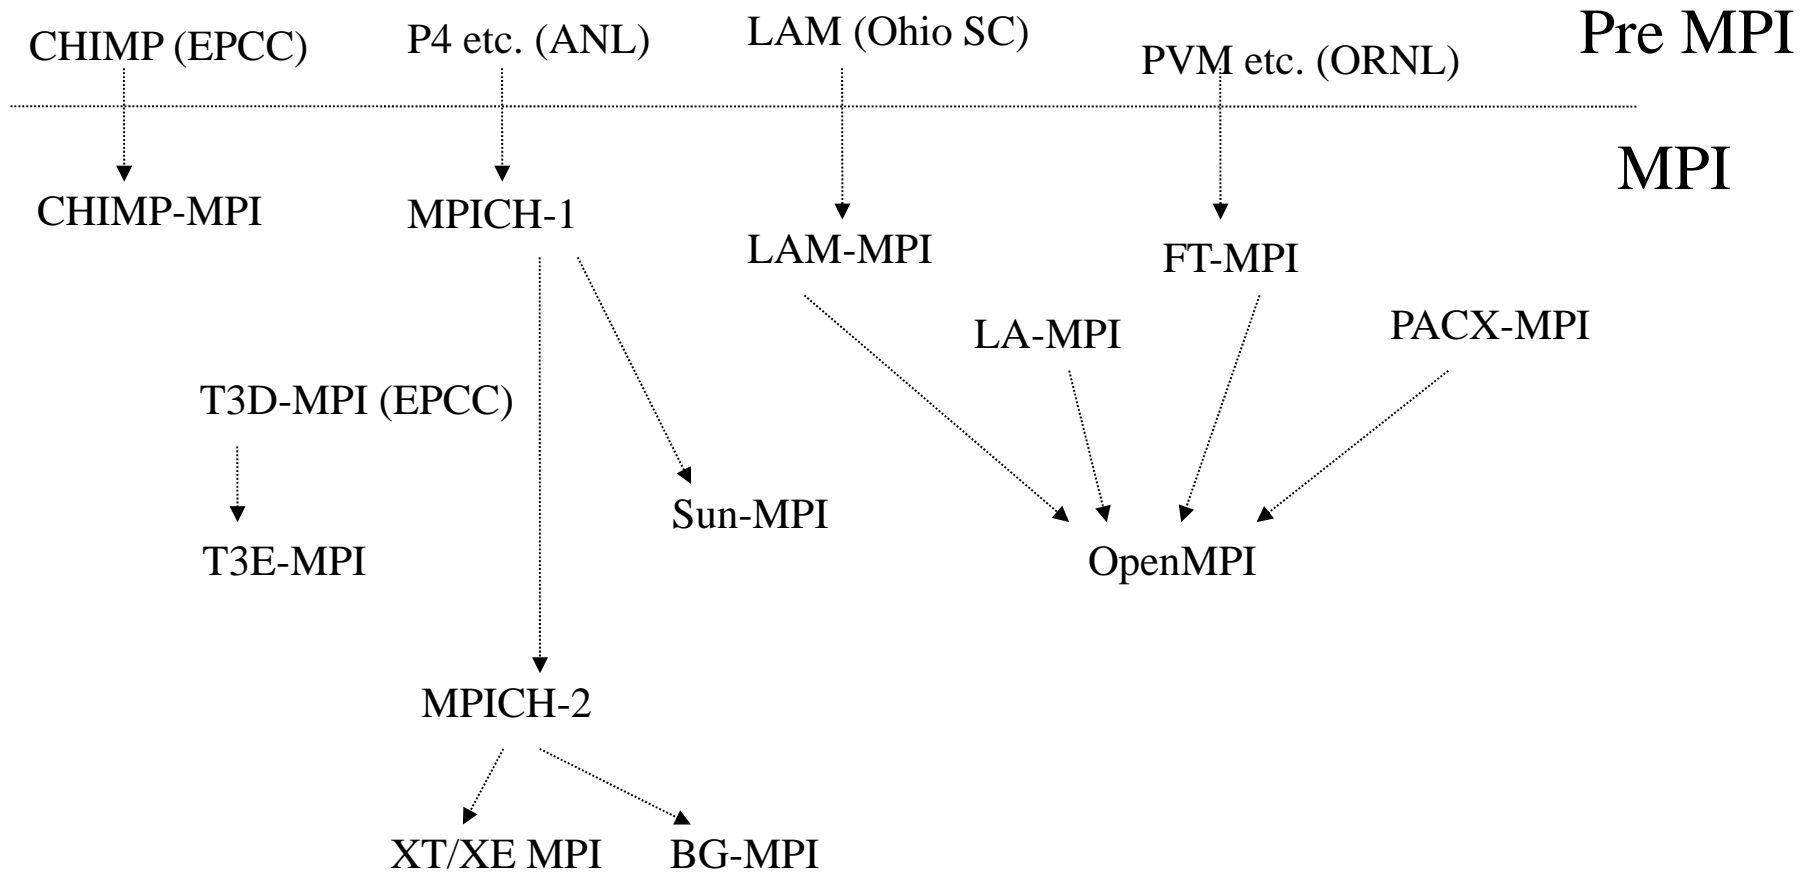 CHIMP (EPCC)
P4 etc. (ANL)
LAM (Ohio SC)
PVM etc. (ORNL)
Pre MPI
MPI
CHIMP-MPI
MPICH-1
LAM-MPI
FT-MPI
LA-MPI
PACX-MPI
T3D-MPI (EPCC)
Sun-MPI
T3E-MPI
OpenMPI
MPICH-2
XT/XE MPI
BG-MPI